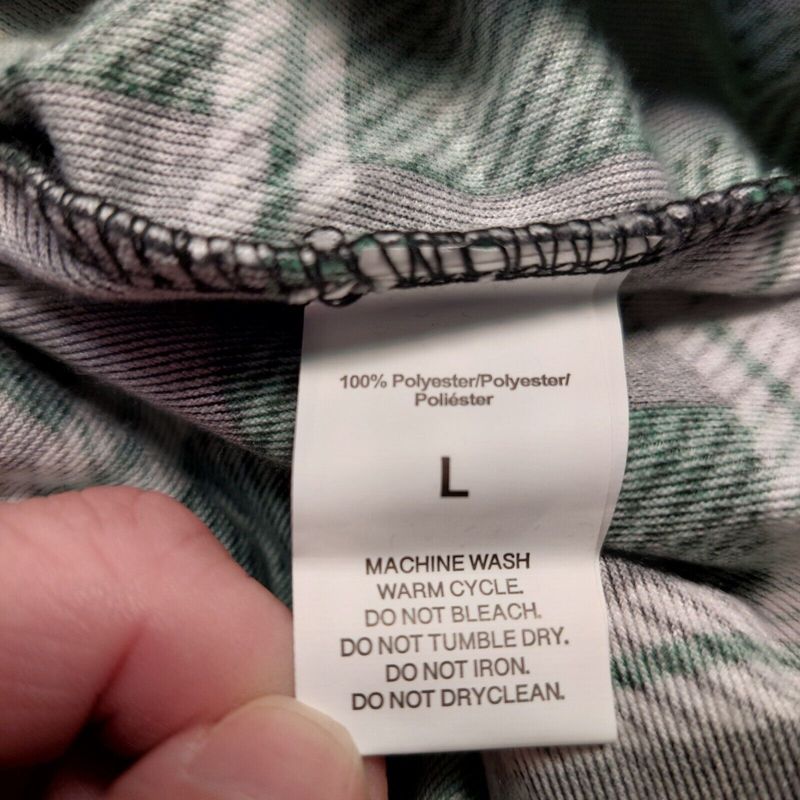 100% Polyester/Polyester/
Poliéster
L
MACHINE WASH
WARM CYCLE.
DO NOT BLEACH.
DO NOT TUMBLE DRY.
DO NOT IRON.
DO NOT DRYCLEAN.